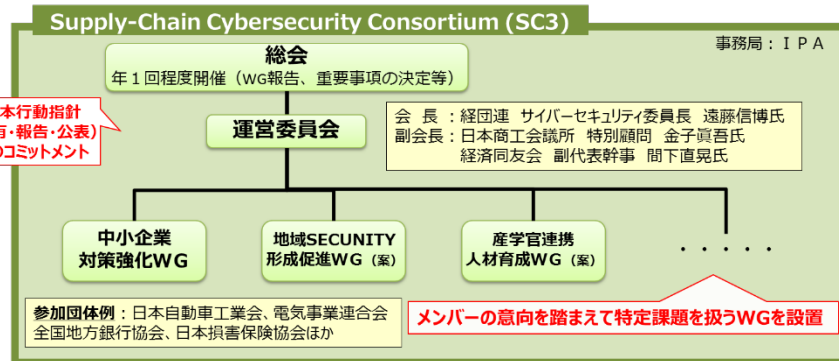 Supply-Chain Cybersecurity Consortium (SC3)
事務局：ＩＰＡ
総会
年１回程度開催（WG報告、重要事項の決定等）
本行動指針
有・報告・公表）
のコミットメント
運営委員会
会　長　：経団連　サイバーセキュリティ委員長　遠藤信博氏
副会長：日本商工会議所　特別顧問　金子眞吾氏
経済同友会　副代表幹事　間下直晃氏
中小企業
対策強化WG
地域SECUNITY
形成促進WG（案）
産学官連携
人材育成WG（案）
・・・・・
参加団体例：日本自動車工業会、電気事業連合会
全国地方銀行協会、日本損害保険協会ほか
メンバーの意向を踏まえて特定課題を扱うWGを設置